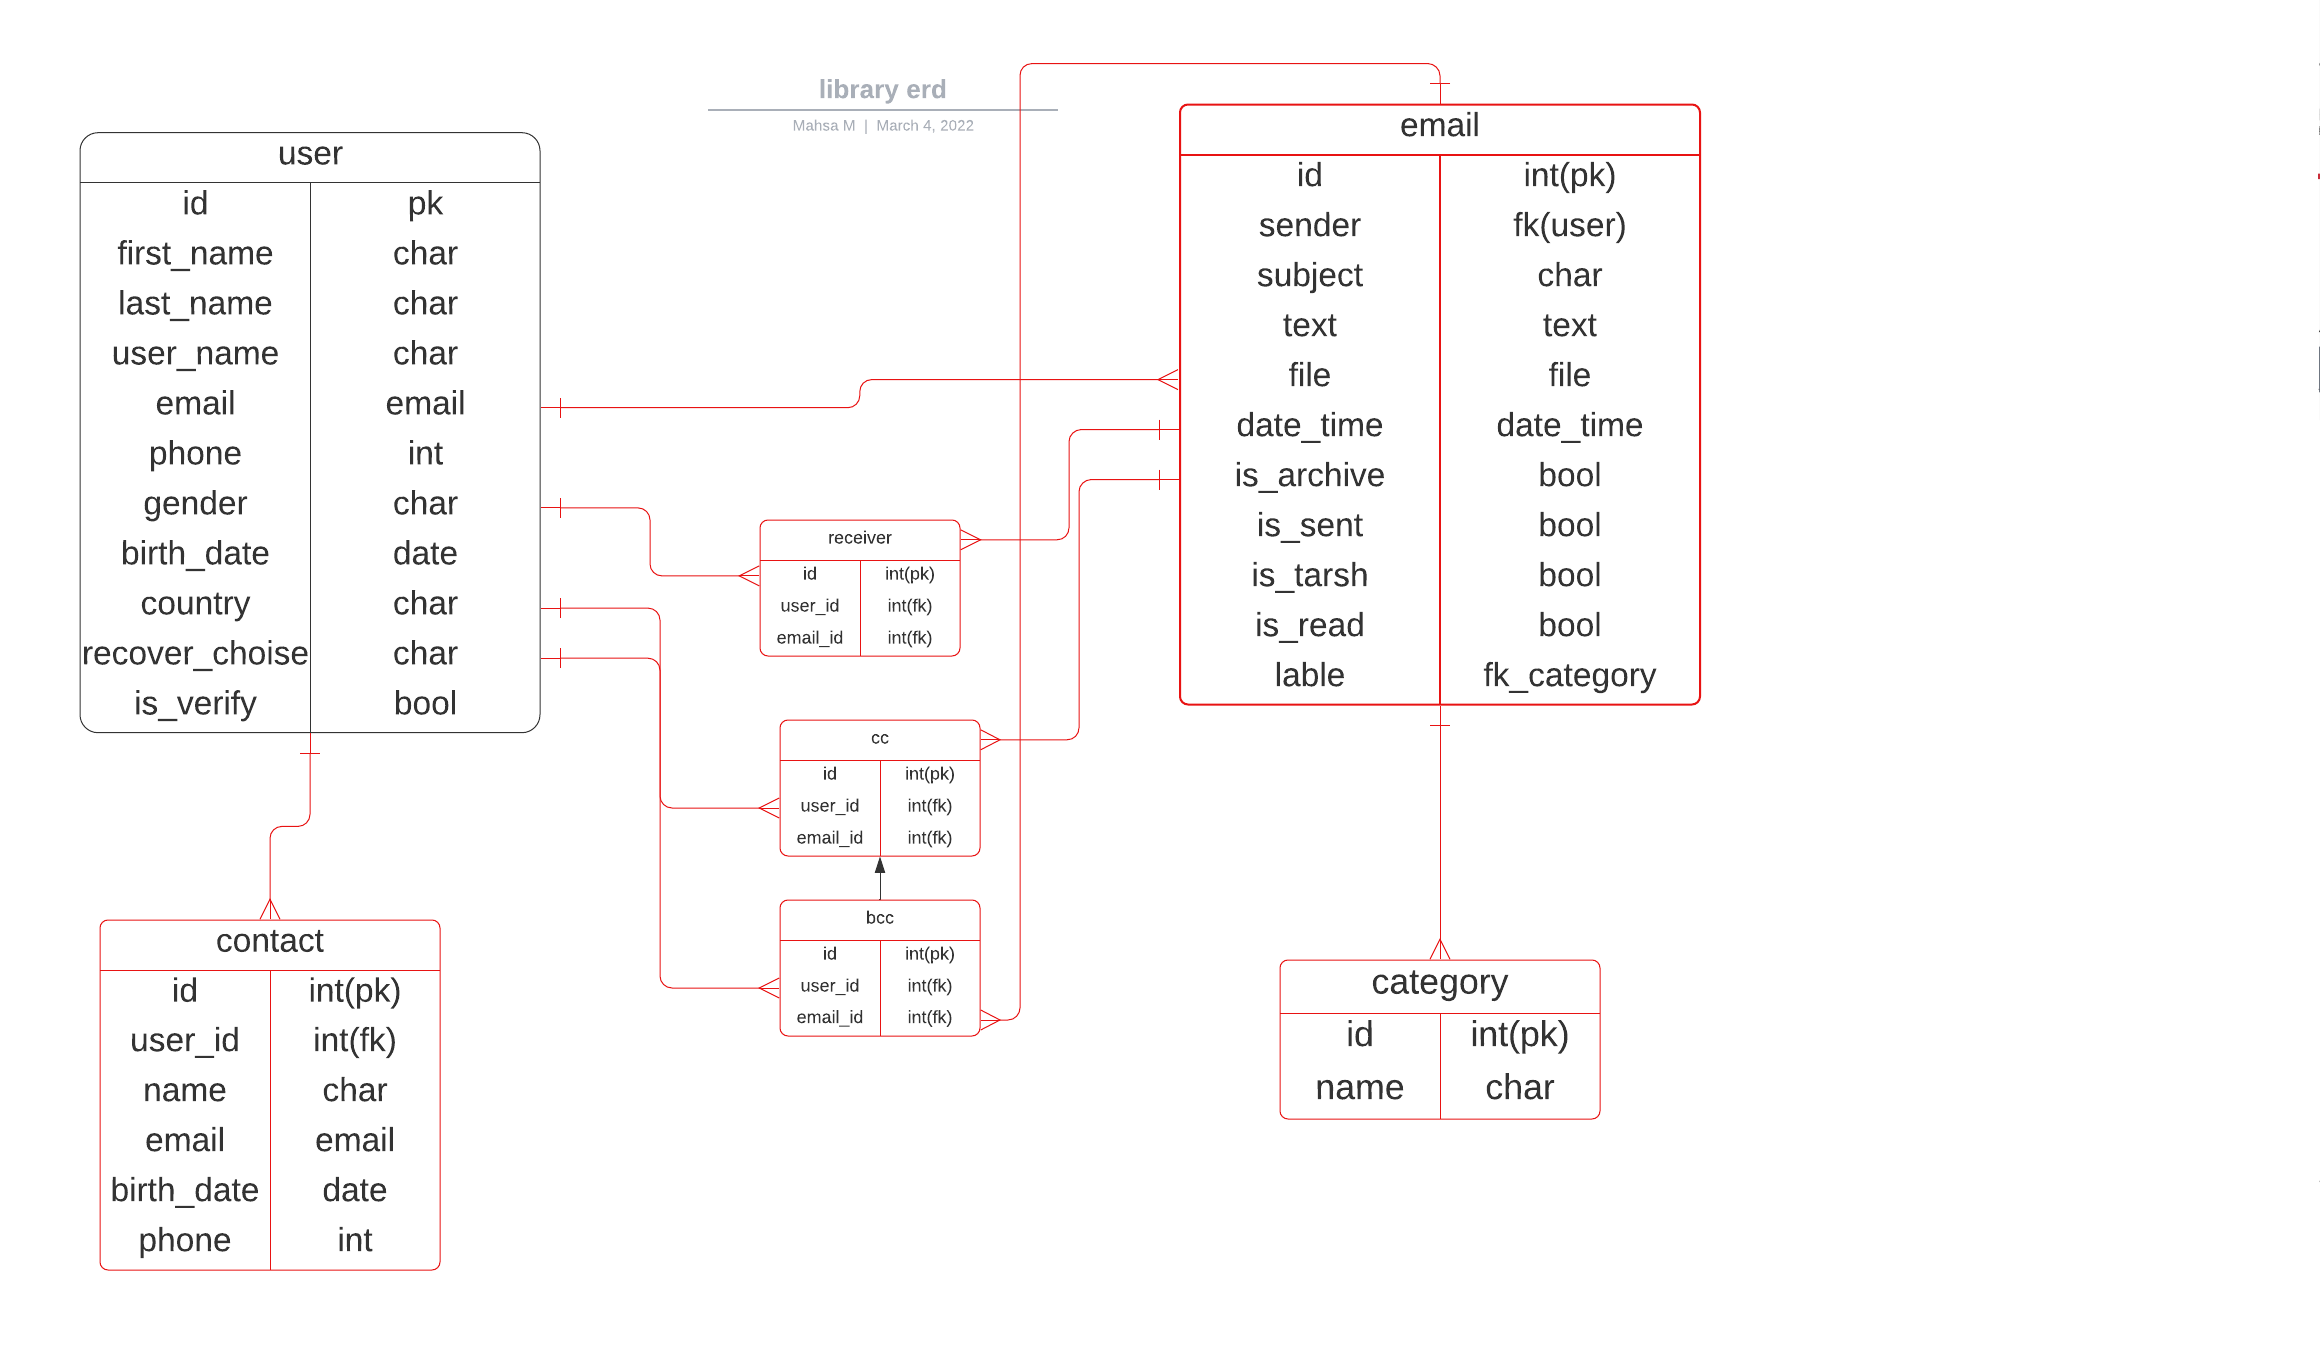 library erd
Mahsa M | March 4, 2022
user
id pk
first_name char
last_name char
user_name char
email email
phone int
gender char
birth_date date
country char
recover_choise char
is_verify bool
email
id int(pk)
sender fk(user)
subject char
text text
file file
date_time date_time
is_archive bool
is_sent bool
is_tarsh bool
is_read bool
lable fk_category
receiver
id int(pk)
user_id int(fk)
email_id int(fk)
cc
id int(pk)
user_id int(fk)
email_id int(fk)
bcc
id int(pk)
user_id int(fk)
email_id int(fk)
contact
id int(pk)
user_id int(fk)
name char
email email
birth_date date
phone int
category
id int(pk)
name char